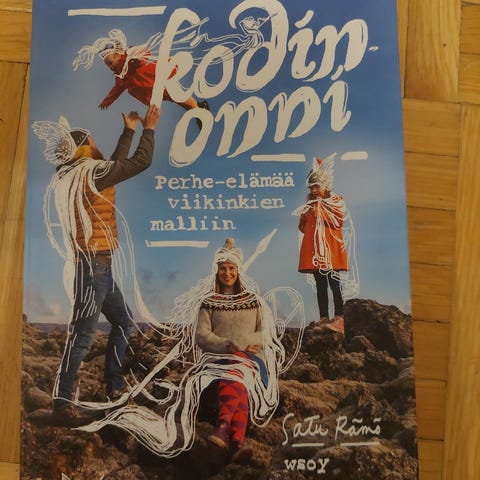 kodin-
onni
Perhe-elämää
viikinkien
malliin
Satu Rämö
WSOY